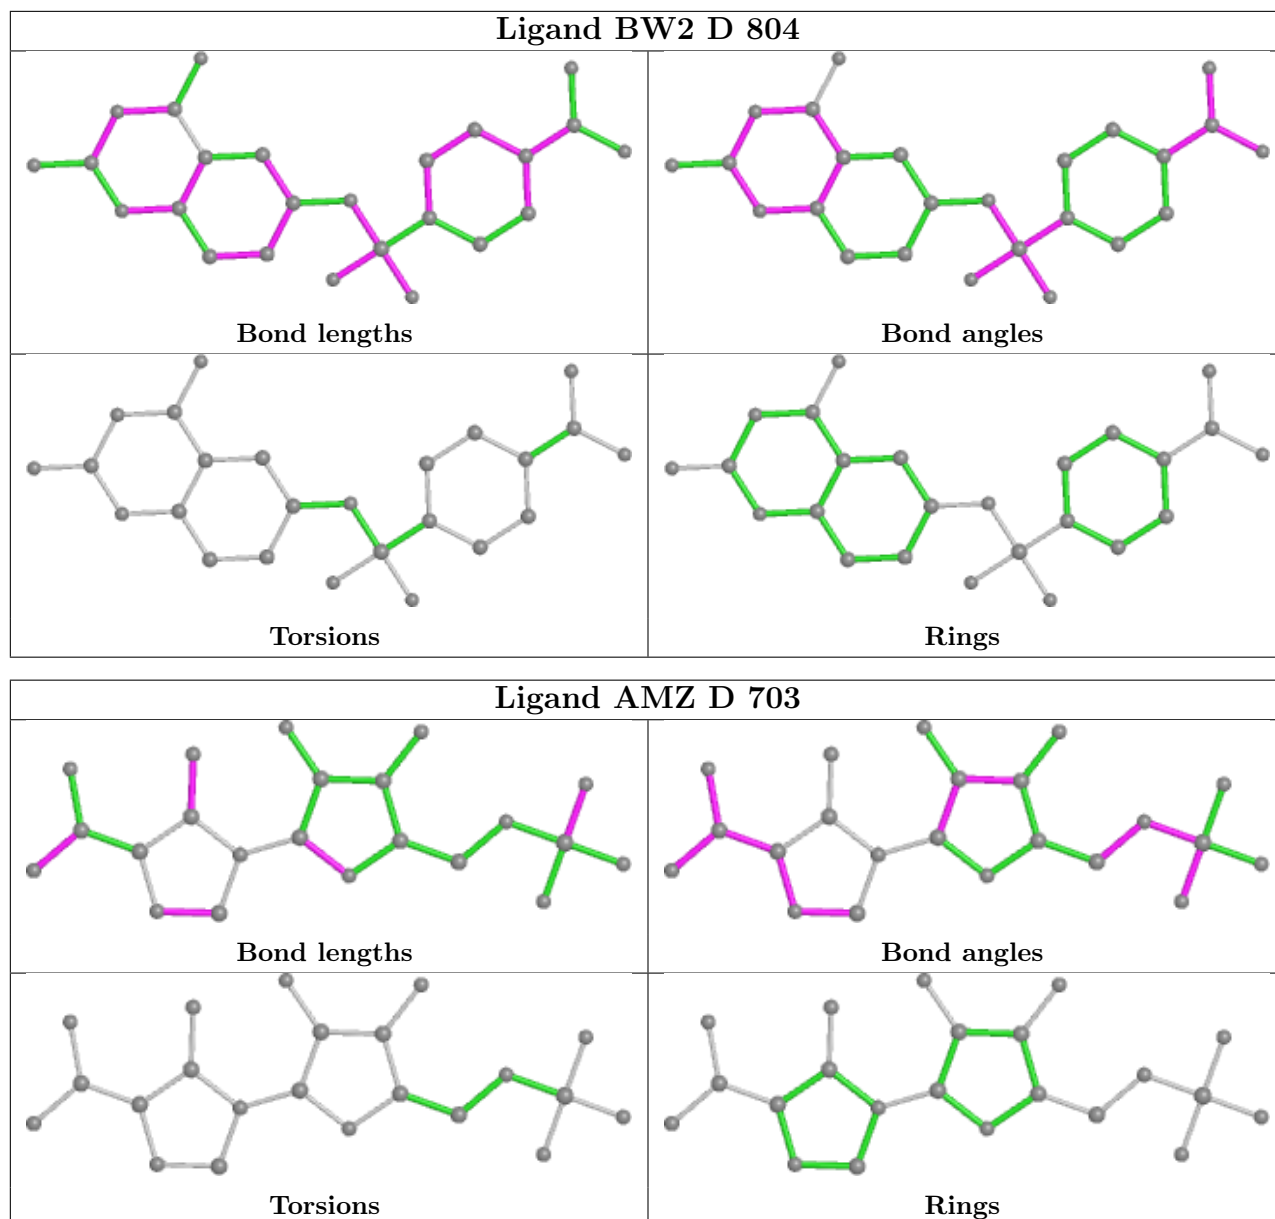 Ligand BW2 D 804
Bond lengths
Bond angles
Torsions
Rings
Ligand AMZ D 703
Bond lengths
Bond angles
Torsions
Rings